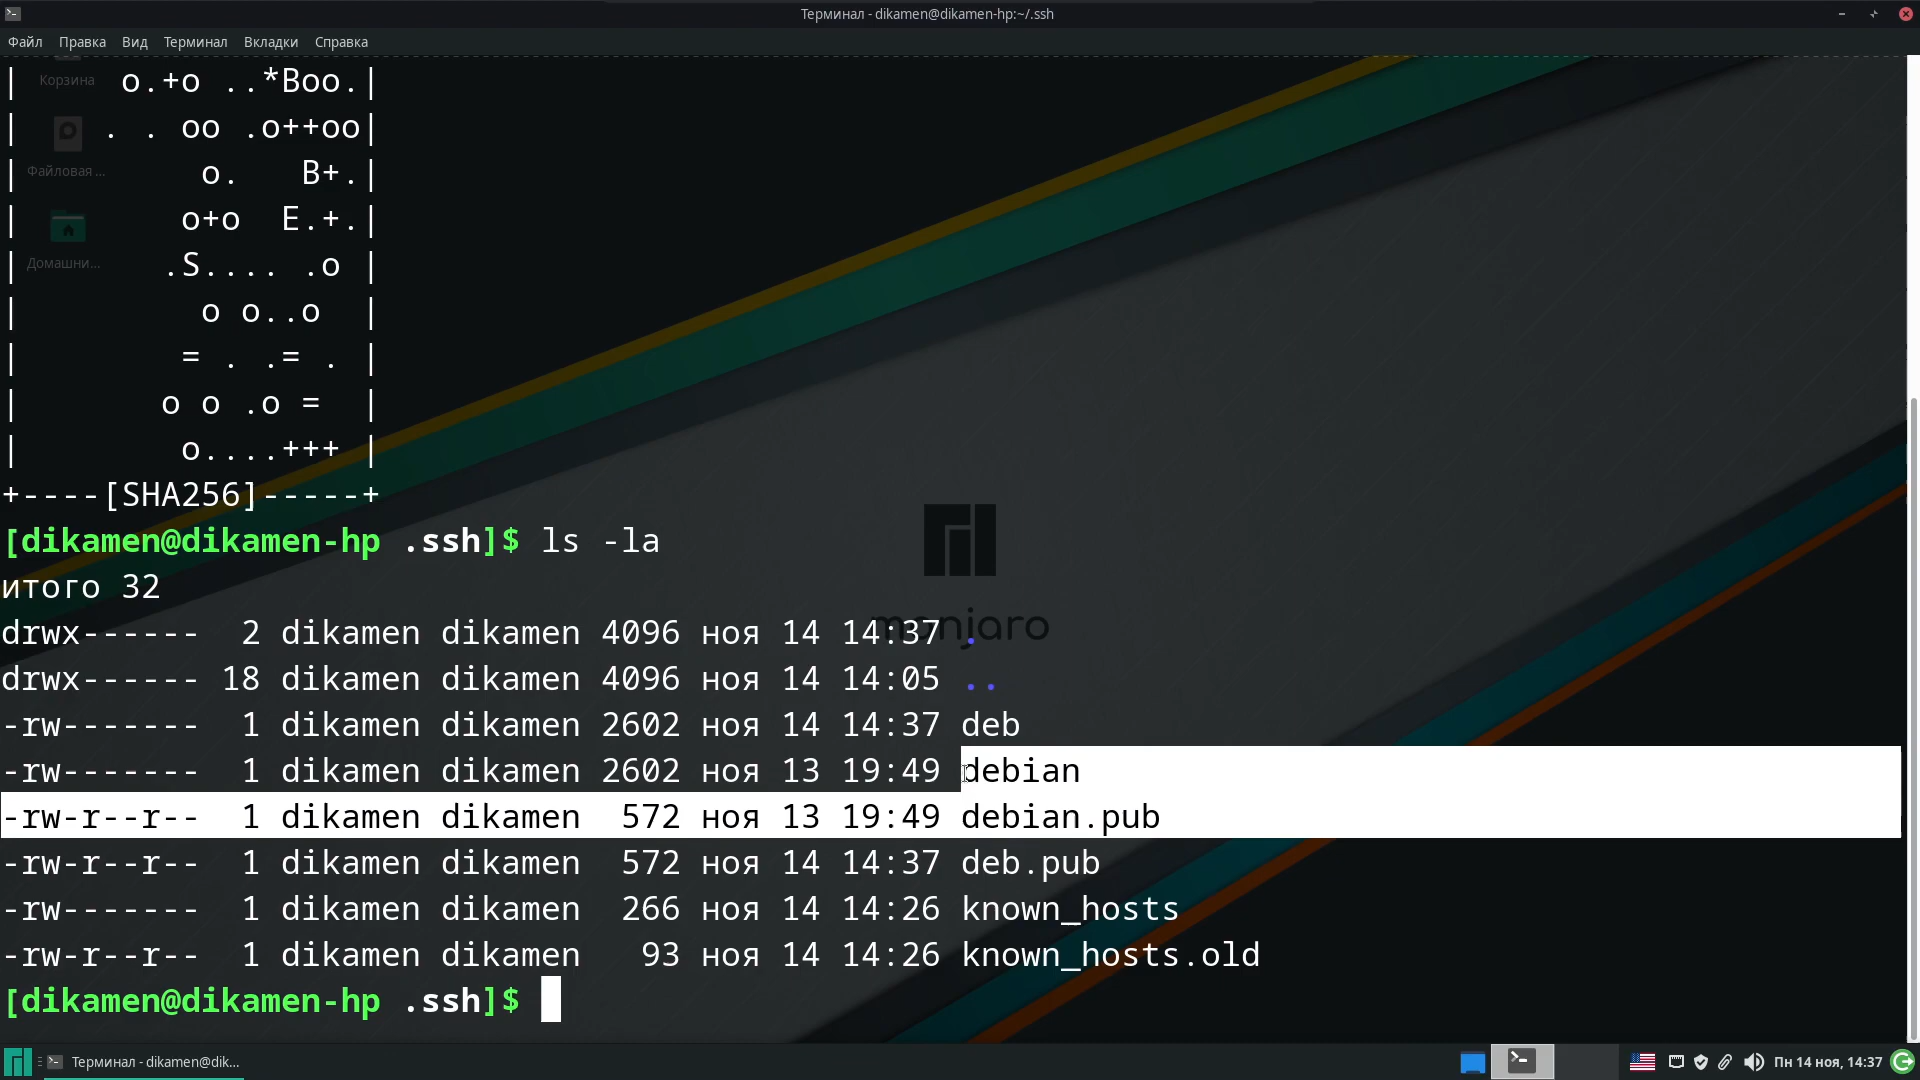 Терминал - dikamen@dikamen-hp:~/.ssh
Файл Правка Вид Терминал Вкладки Справка
Корзина
Файловая ...
Домашни...
|     o.+o ..*Boo.|
|    . . oo .o++oo|
|         o.   B+.|
|        o+o  E.+.|
|       .S.... .o |
|         o o..o  |
|        = . .= . |
|       o o .o =  |
|        o....+++ |
+----[SHA256]-----+
[dikamen@dikamen-hp .ssh]$ ls -la
итого 32
drwx------  2 dikamen dikamen 4096 ноя 14 14:37 .
drwx------ 18 dikamen dikamen 4096 ноя 14 14:05 ..
-rw-------  1 dikamen dikamen 2602 ноя 14 14:37 deb
-rw-------  1 dikamen dikamen 2602 ноя 13 19:49 debian
-rw-r--r--  1 dikamen dikamen  572 ноя 13 19:49 debian.pub
-rw-r--r--  1 dikamen dikamen  572 ноя 14 14:37 deb.pub
-rw-------  1 dikamen dikamen  266 ноя 14 14:26 known_hosts
-rw-r--r--  1 dikamen dikamen   93 ноя 14 14:26 known_hosts.old
[dikamen@dikamen-hp .ssh]$
manjaro
Терминал - dikamen@dik...
Пн 14 ноя, 14:37